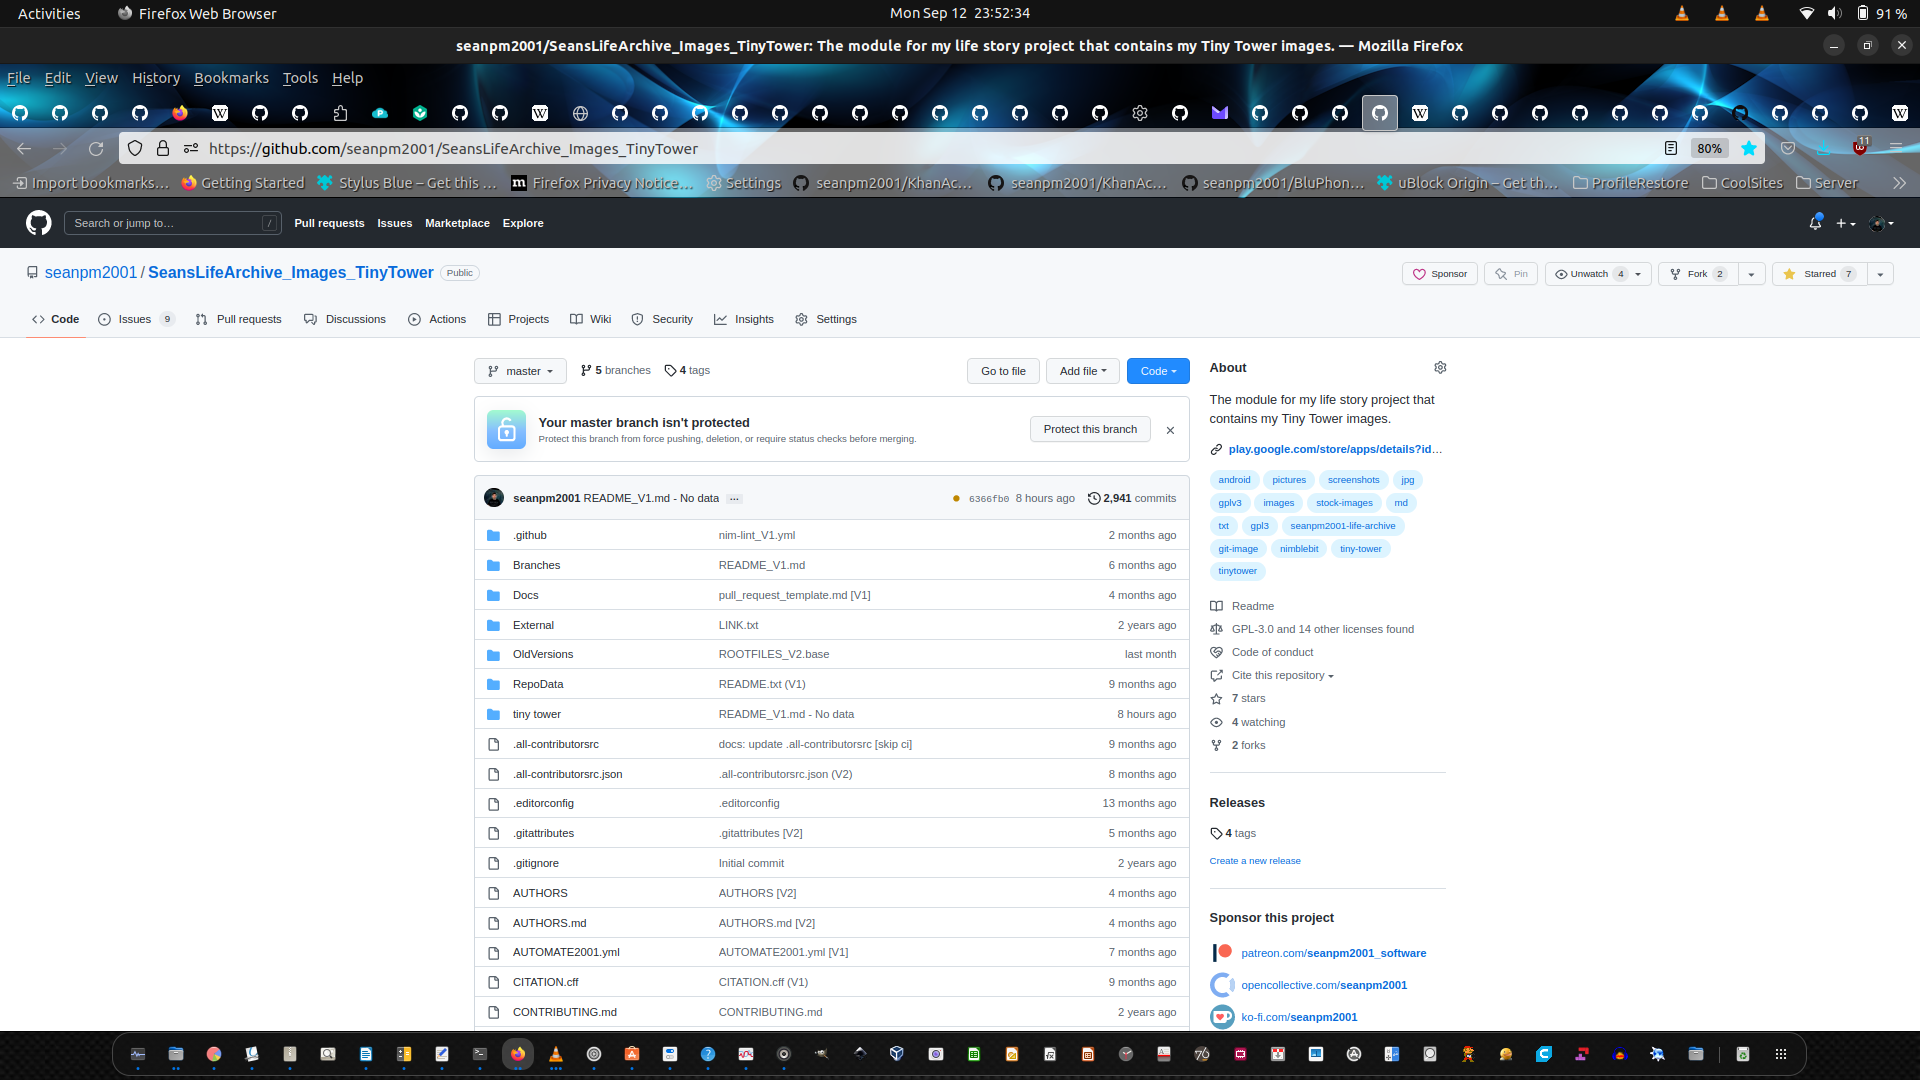 Activities
Firefox Web Browser
Mon Sep 12 23:52:34
91 %
seanpm2001/SeansLifeArchive_Images_TinyTower: The module for my life story project that contains my Tiny Tower images. — Mozilla Firefox
File Edit View History Bookmarks Tools Help
https://github.com/seanpm2001/SeansLifeArchive_Images_TinyTower
80%
11
Import bookmarks…
Getting Started
Stylus Blue – Get this …
Firefox Privacy Notice…
Settings
seanpm2001/KhanAc…
seanpm2001/KhanAc…
seanpm2001/BluPhon…
uBlock Origin – Get th…
ProfileRestore
CoolSites
Server
Search or jump to…
/
Pull requests Issues Marketplace Explore
seanpm2001 / SeansLifeArchive_Images_TinyTower
Public
Sponsor
Pin
Unwatch 4
Fork 2
Starred 7
Code
Issues 9
Pull requests
Discussions
Actions
Projects
Wiki
Security
Insights
Settings
master
5 branches
4 tags
Go to file
Add file
Code
Your master branch isn't protected
Protect this branch from force pushing, deletion, or require status checks before merging.
Protect this branch
seanpm2001 README_V1.md - No data …
6366fb0 8 hours ago
2,941 commits
.github nim-lint_V1.yml 2 months ago
Branches README_V1.md 6 months ago
Docs pull_request_template.md [V1] 4 months ago
External LINK.txt 2 years ago
OldVersions ROOTFILES_V2.base last month
RepoData README.txt (V1) 9 months ago
tiny tower README_V1.md - No data 8 hours ago
.all-contributorsrc docs: update .all-contributorsrc [skip ci] 9 months ago
.all-contributorsrc.json .all-contributorsrc.json (V2) 8 months ago
.editorconfig .editorconfig 13 months ago
.gitattributes .gitattributes [V2] 5 months ago
.gitignore Initial commit 2 years ago
AUTHORS AUTHORS [V2] 4 months ago
AUTHORS.md AUTHORS.md [V2] 4 months ago
AUTOMATE2001.yml AUTOMATE2001.yml [V1] 7 months ago
CITATION.cff CITATION.cff (V1) 9 months ago
CONTRIBUTING.md CONTRIBUTING.md 2 years ago
About
The module for my life story project that
contains my Tiny Tower images.
play.google.com/store/apps/details?id…
android pictures screenshots jpg
gplv3 images stock-images md
txt gpl3 seanpm2001-life-archive
git-image nimblebit tiny-tower
tinytower
Readme
GPL-3.0 and 14 other licenses found
Code of conduct
Cite this repository
7 stars
4 watching
2 forks
Releases
4 tags
Create a new release
Sponsor this project
patreon.com/seanpm2001_software
opencollective.com/seanpm2001
ko-fi.com/seanpm2001